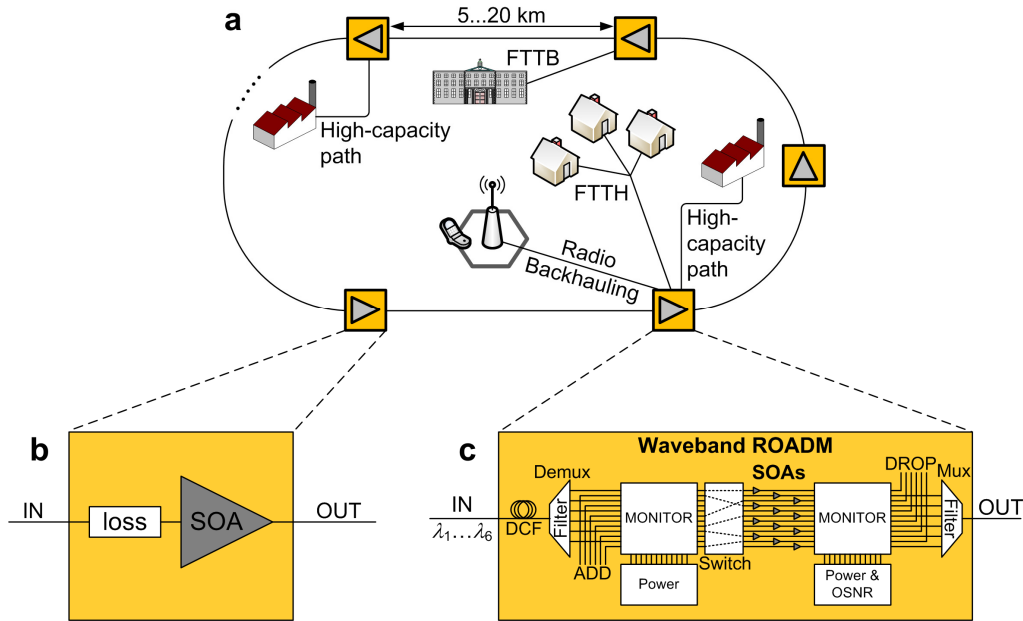 a
5...20 km
FTTB
High-capacity
path
FTTH
High-
capacity
path
Radio
Backhauling
b
IN
loss
SOA
OUT
c
Waveband ROADM
SOAs
Demux
DROP
Mux
IN
λ1...λ6
DCF
Filter
MONITOR
MONITOR
Filter
OUT
ADD
Switch
Power
Power &
OSNR